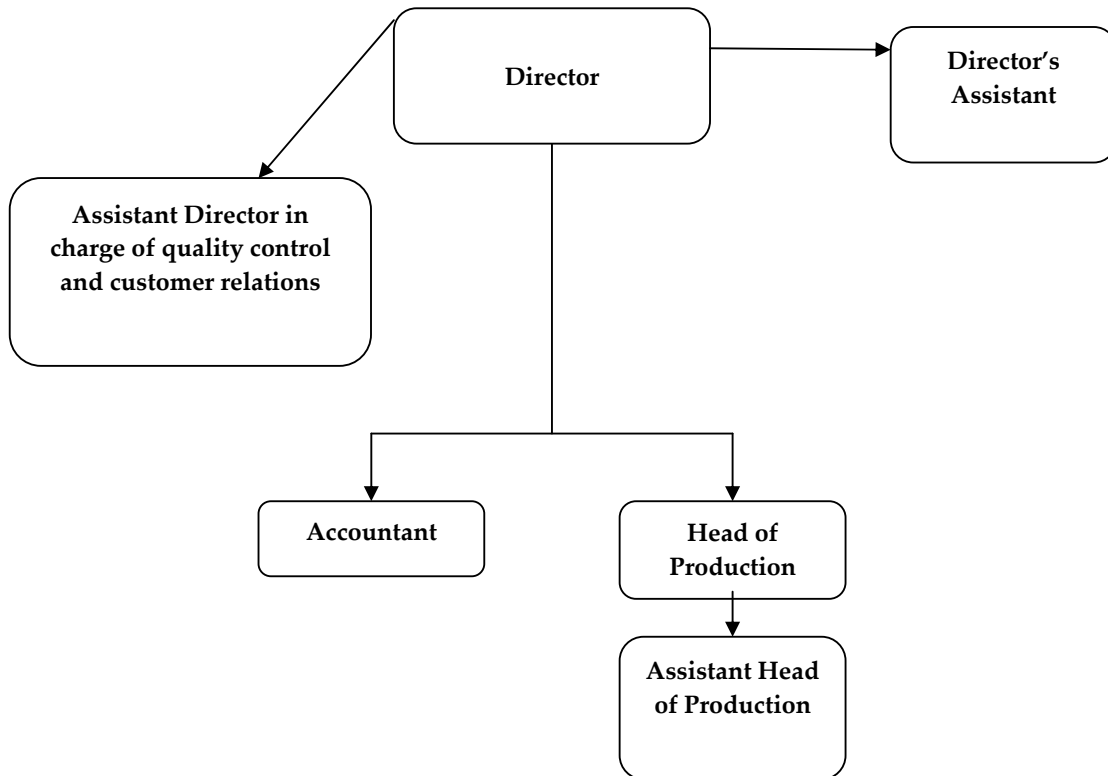 Director
Director’s
Assistant
Assistant Director in
charge of quality control
and customer relations
Accountant
Head of
Production
Assistant Head
of Production